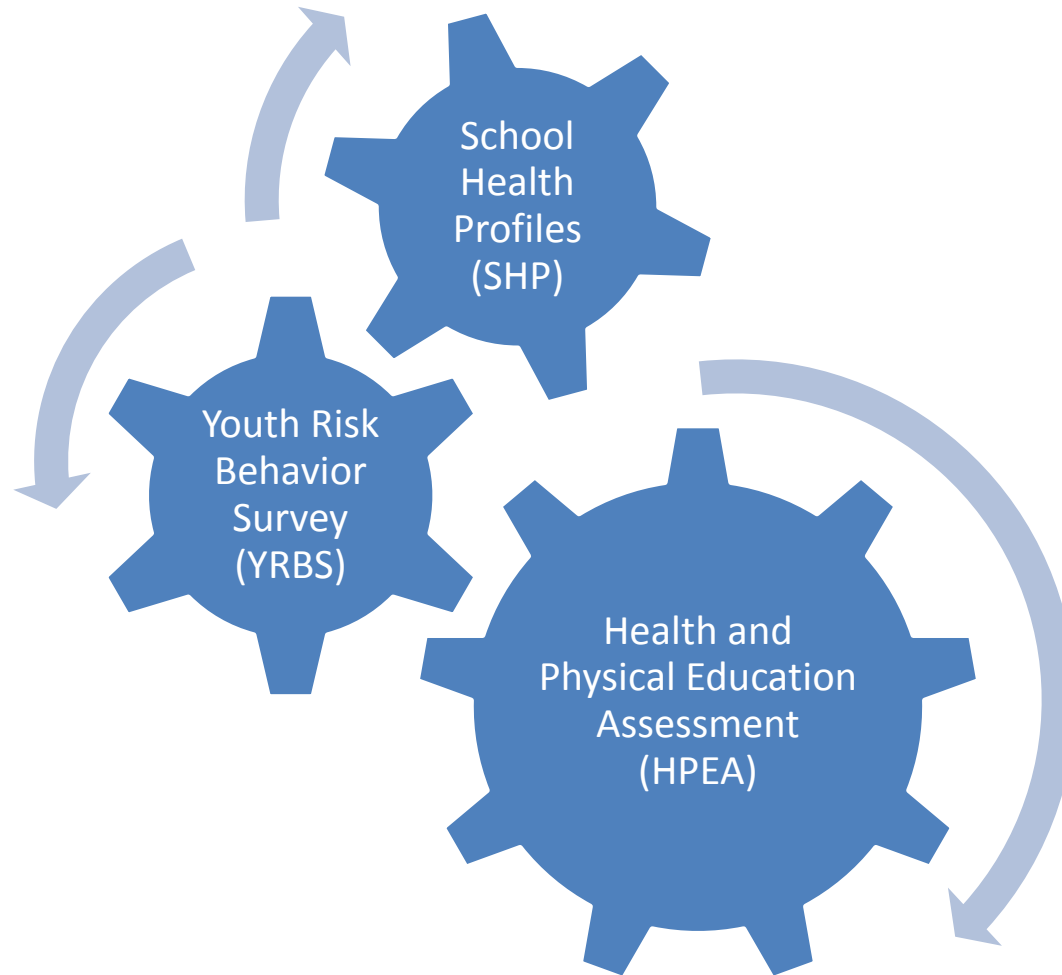 School
Health
Profiles
(SHP)
Youth Risk
Behavior
Survey
(YRBS)
Health and
Physical Education
Assessment
(HPEA)